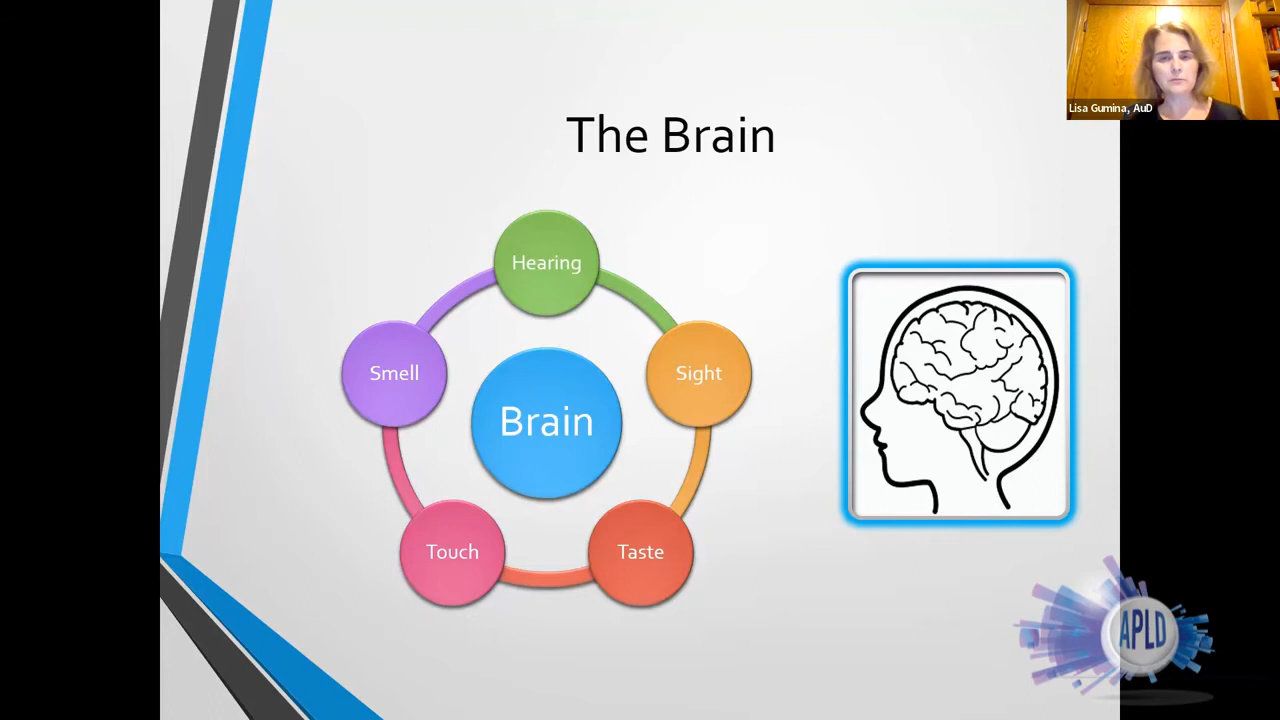 Lisa Gumina, AuD
The Brain
Hearing
Smell
Sight
Brain
Touch
Taste
APLD